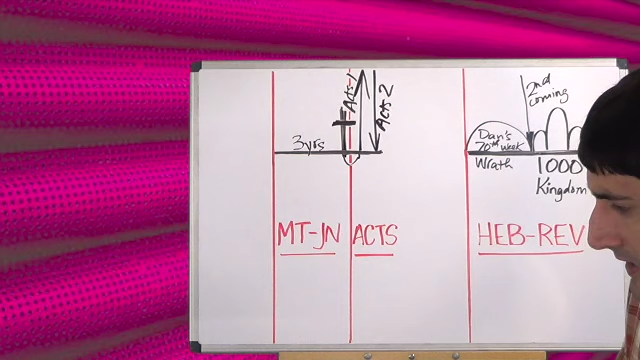 3yrs
Acts 1
Acts 2
Dan's
70th week
Wrath
2nd
coming
1000
Kingdom
MT-JN
ACTS
HEB-REV